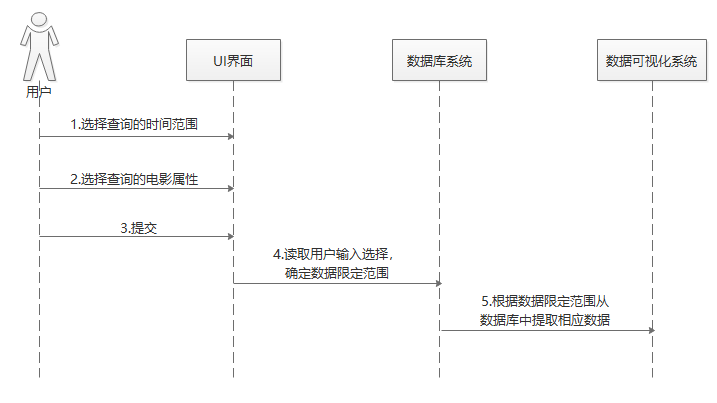 用户
UI界面
数据库系统
数据可视化系统
1.选择查询的时间范围
2.选择查询的电影属性
3.提交
4.读取用户输入选择，
确定数据限定范围
5.根据数据限定范围从
数据库中提取相应数据